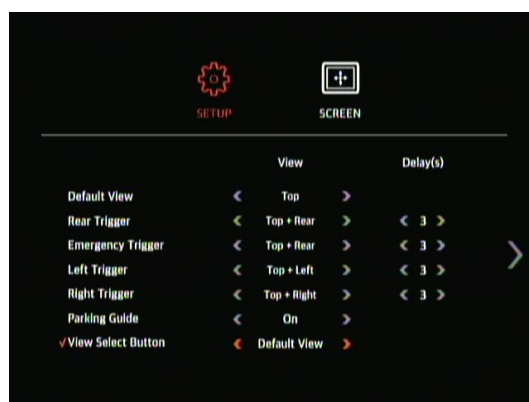 SETUP SCREEN
View Delay(s)
Default View < Top >
Rear Trigger < Top + Rear > < 3 >
Emergency Trigger < Top + Rear > < 3 >
Left Trigger < Top + Left > < 3 >
Right Trigger < Top + Right > < 3 >
Parking Guide < On >
√View Select Button < Default View >